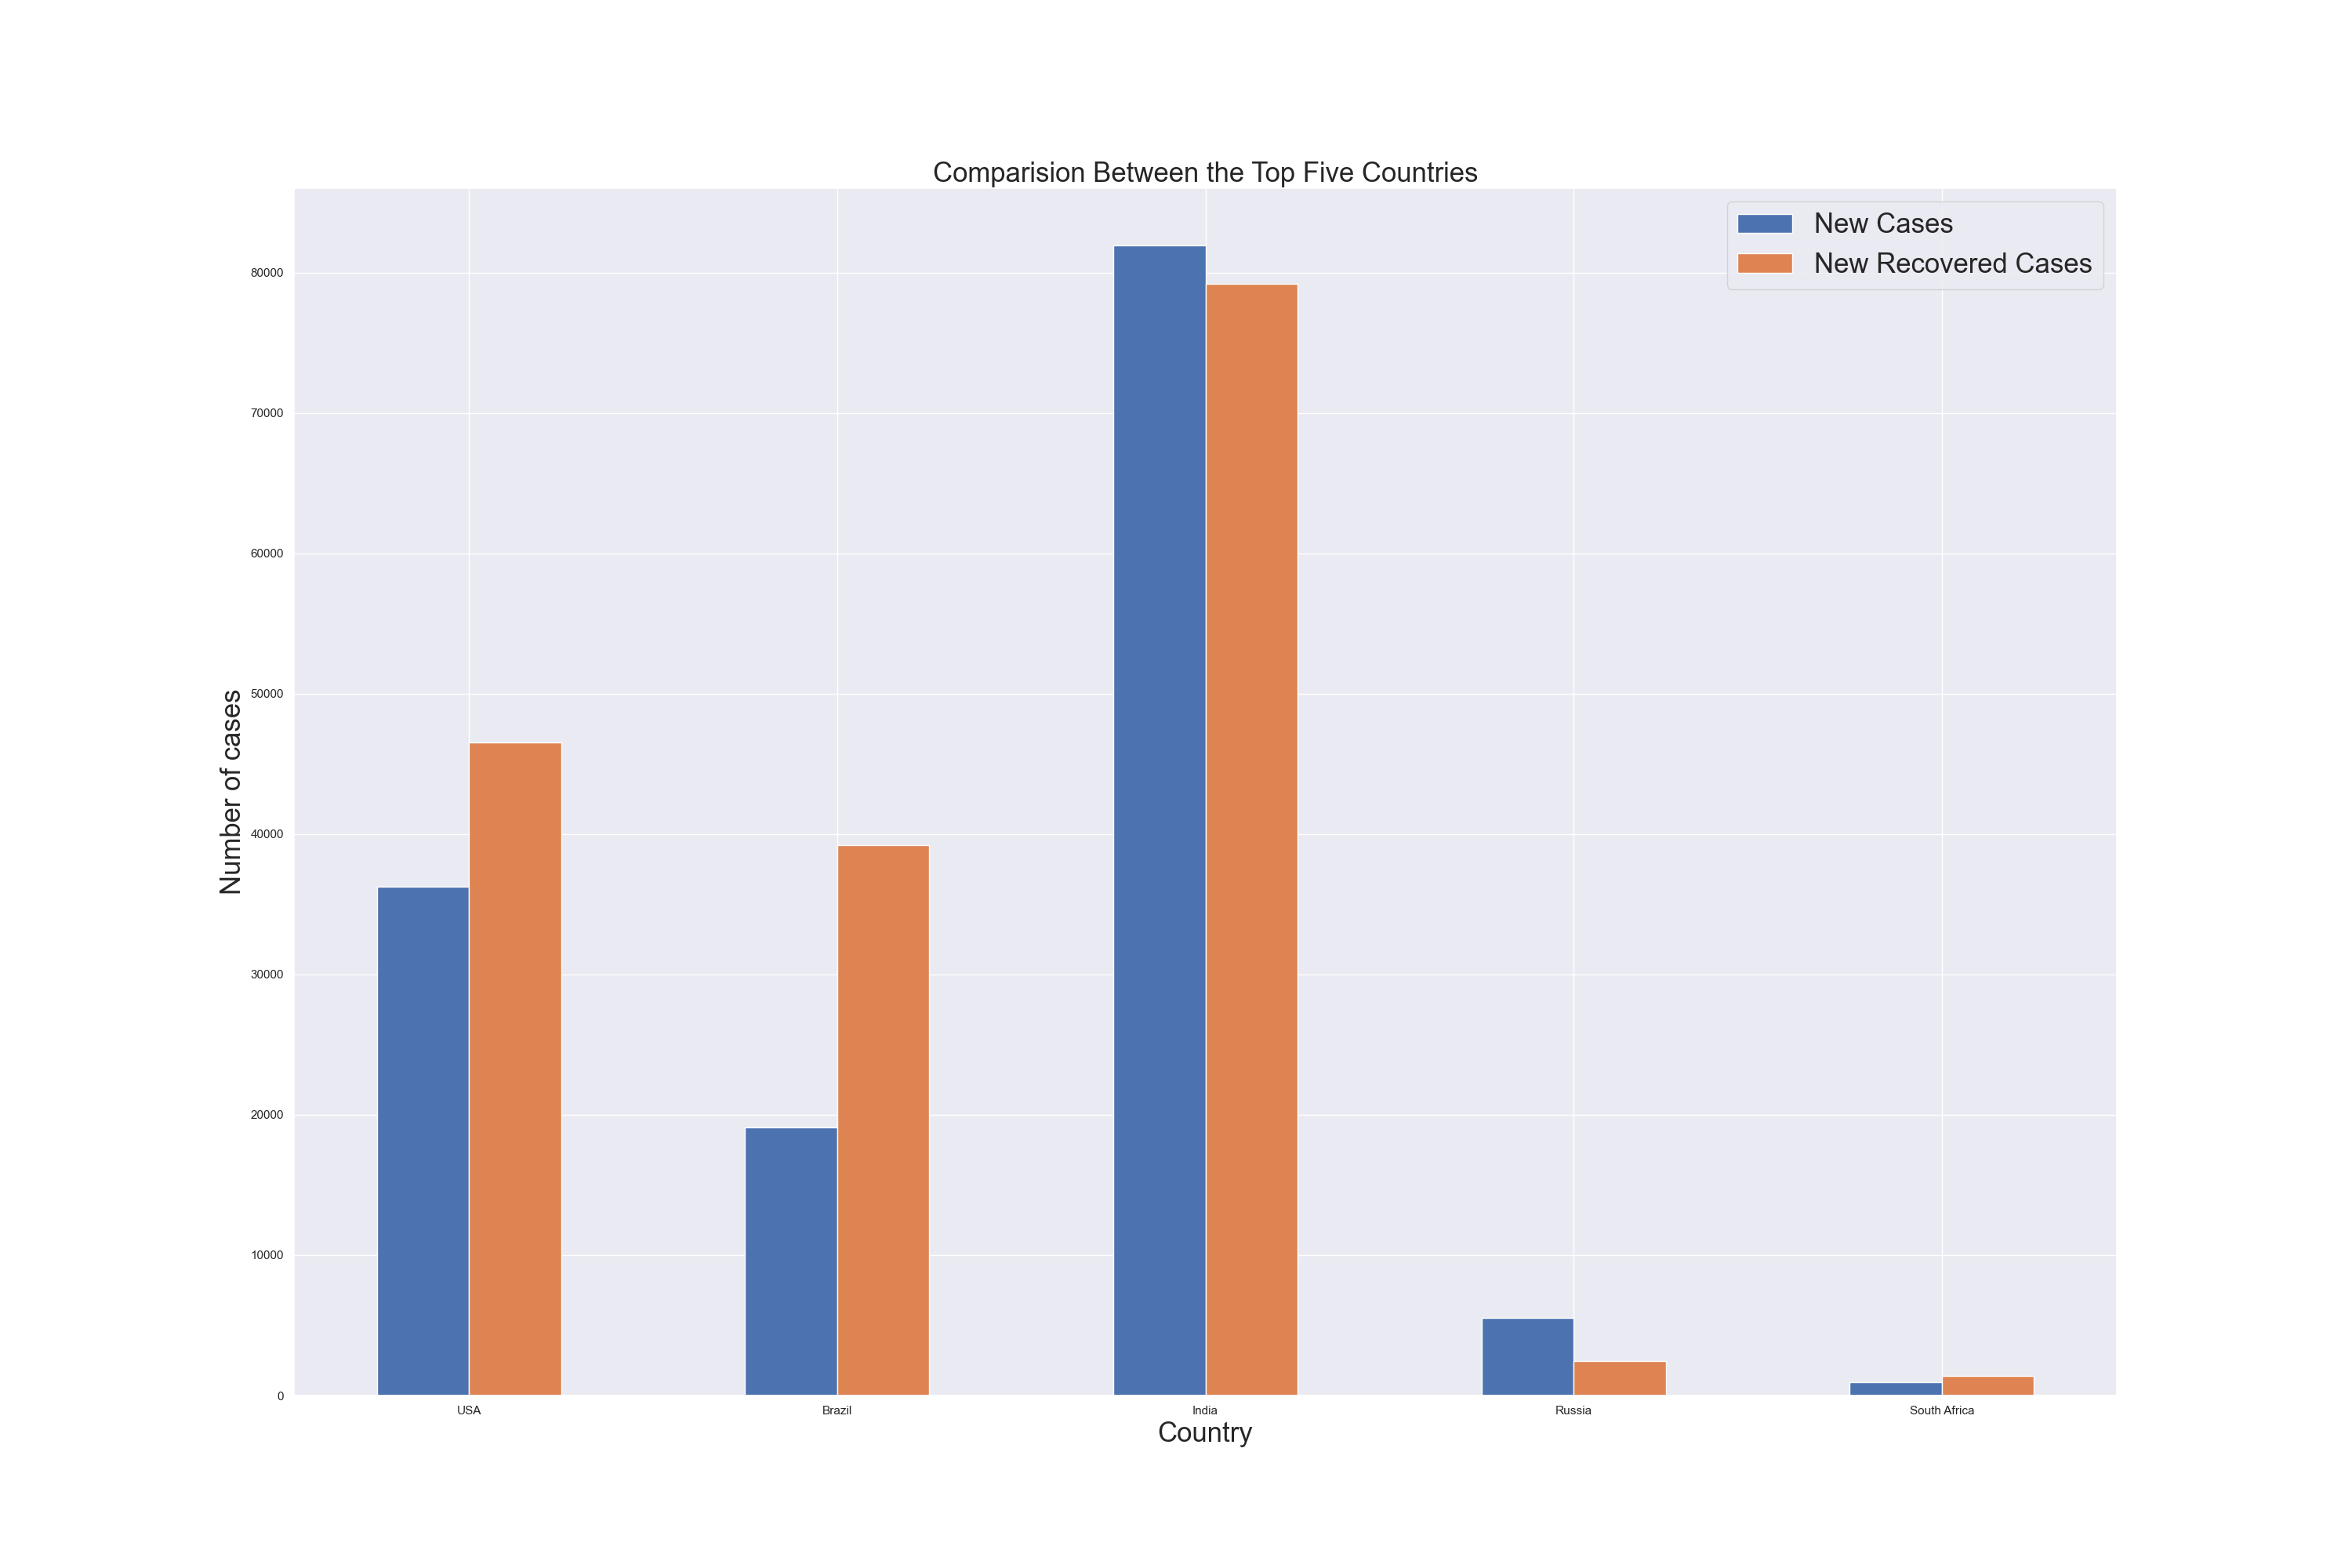 Comparision Between the Top Five Countries
New Cases
New Recovered Cases
80000
70000
60000
50000
40000
30000
20000
10000
0
Number of cases
USA
Brazil
India
Russia
South Africa
Country